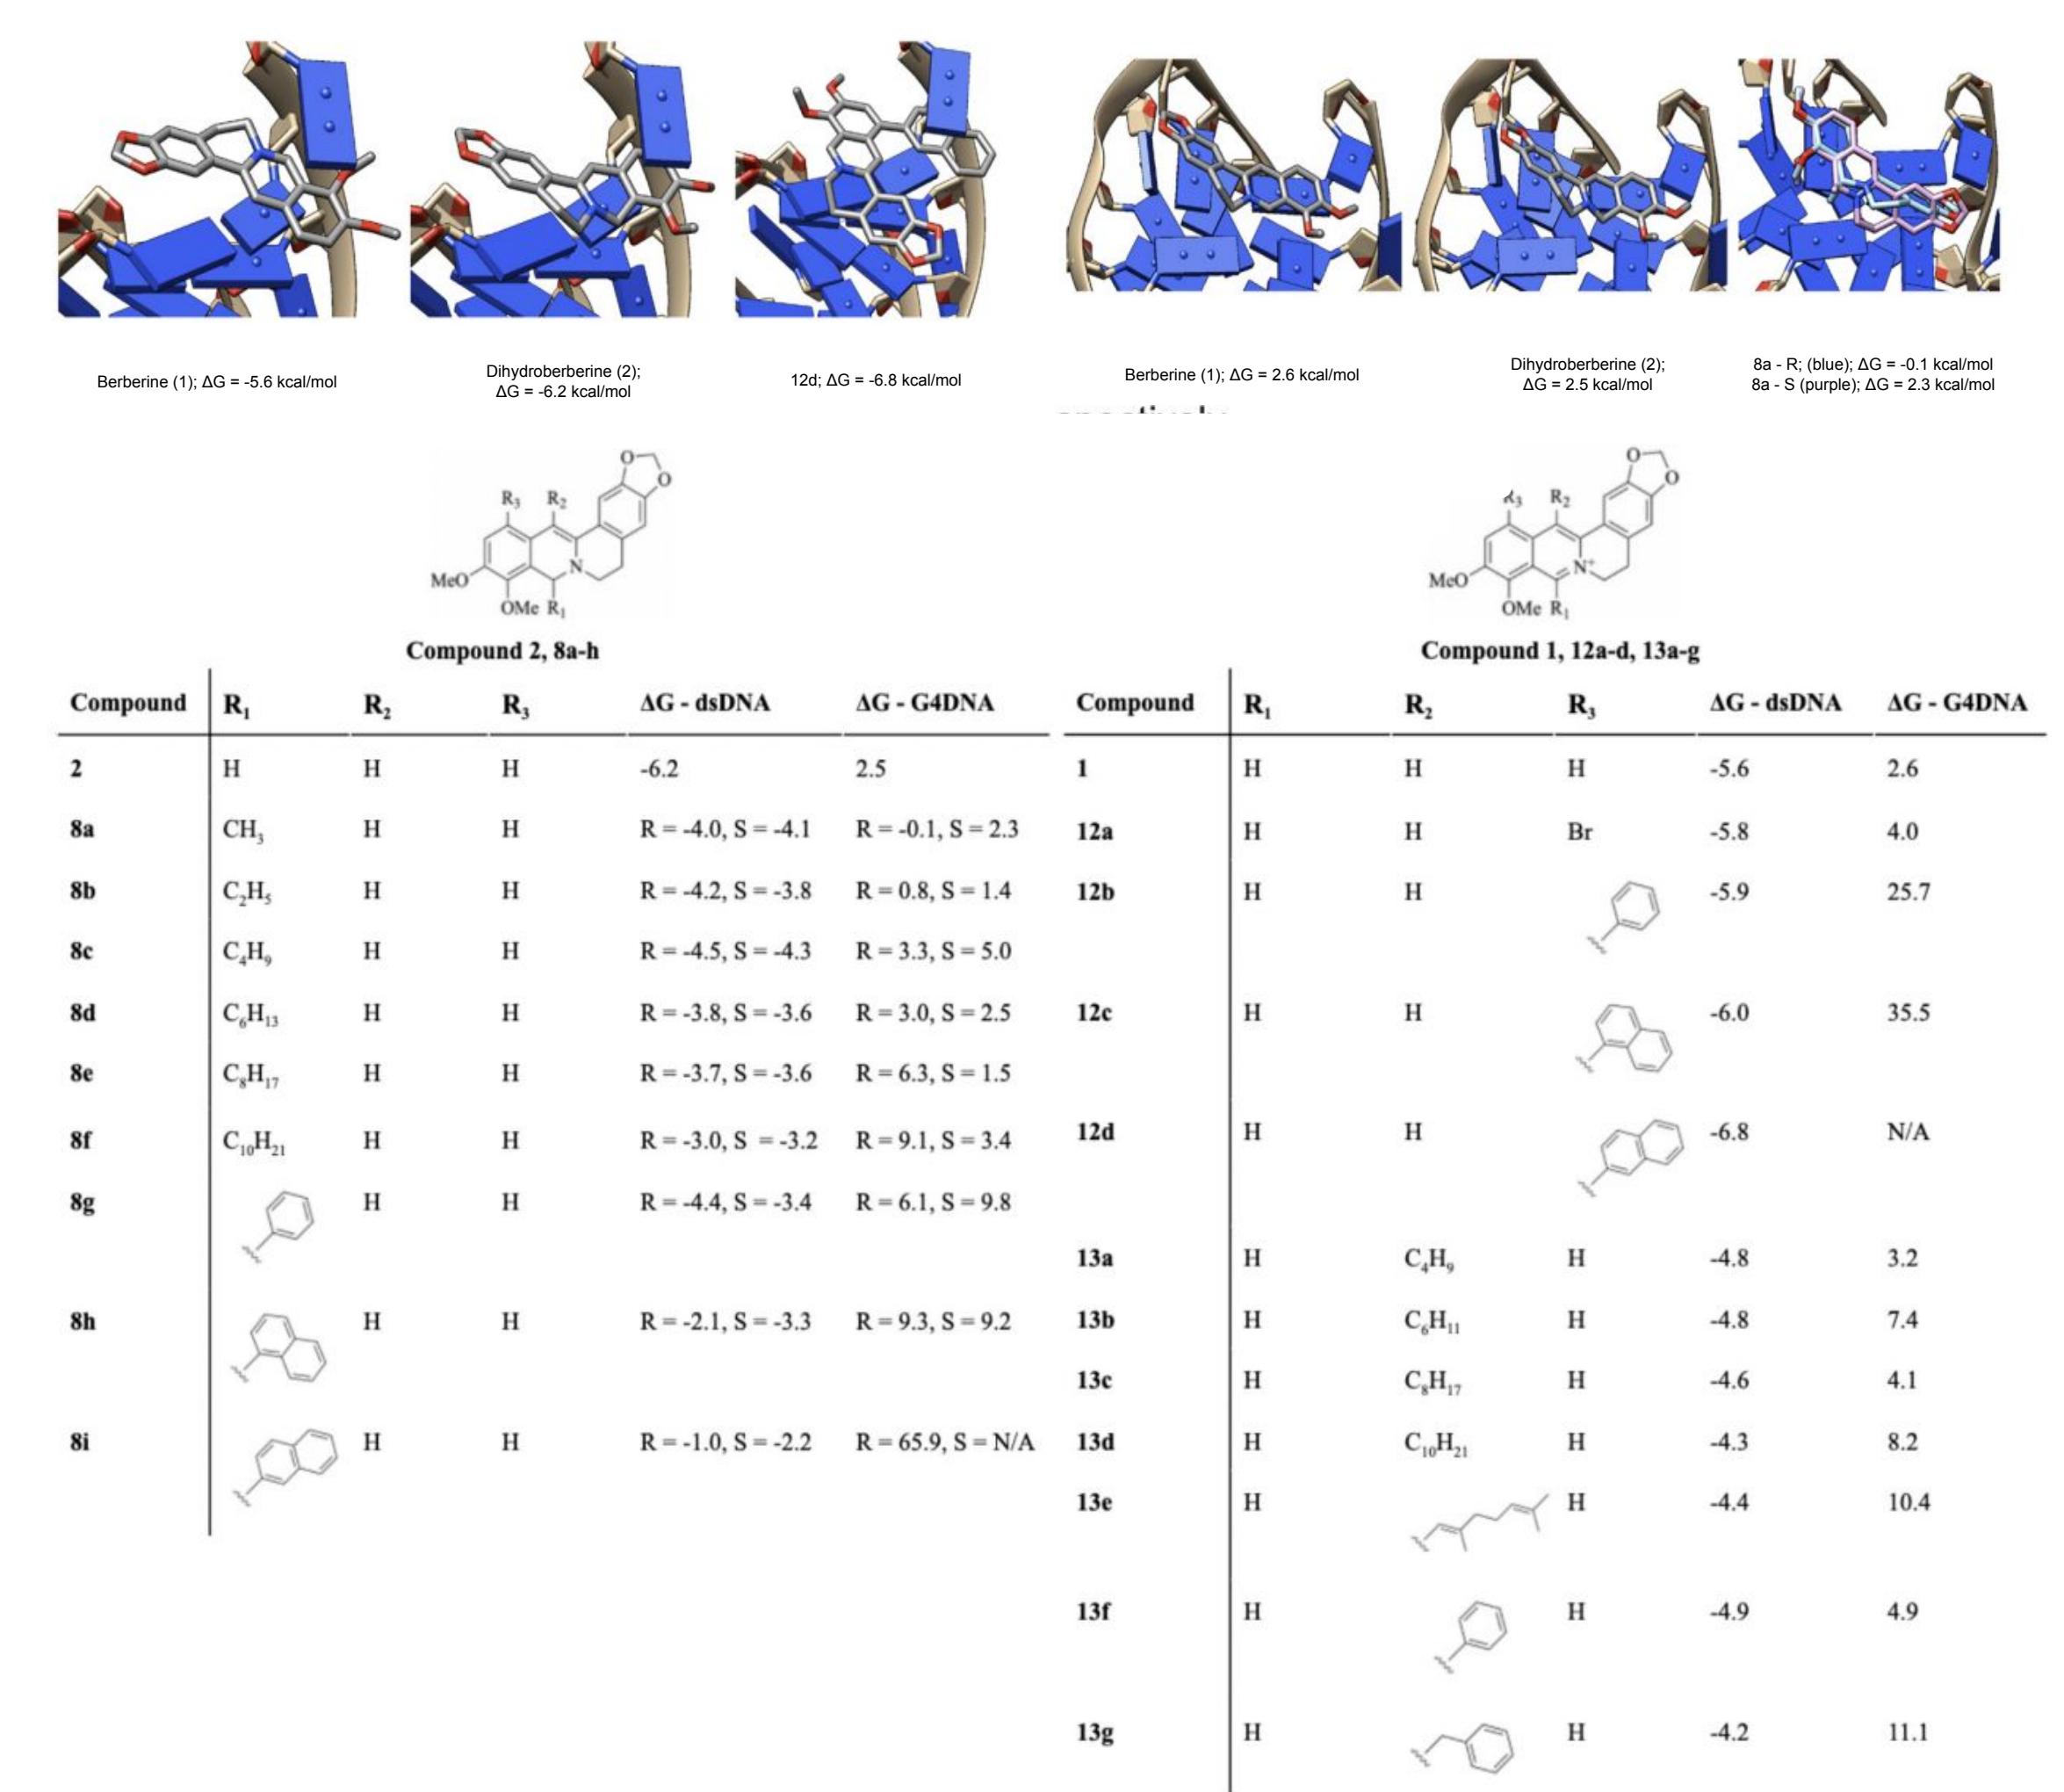 Berberine (1); ΔG = -5.6 kcal/mol
Dihydroberberine (2);
ΔG = -6.2 kcal/mol
12d; ΔG = -6.8 kcal/mol
Berberine (1); ΔG = 2.6 kcal/mol
Dihydroberberine (2);
ΔG = 2.5 kcal/mol
8a - R; (blue); ΔG = -0.1 kcal/mol
8a - S (purple); ΔG = 2.3 kcal/mol
O
O
R₃ R₂
N
MeO
OMe R₁
Compound 2, 8a-h
Compound R₁ R₂ R₃ ΔG - dsDNA ΔG - G4DNA
2 H H H -6.2 2.5
8a CH₃ H H R = -4.0, S = -4.1 R = -0.1, S = 2.3
8b C₂H₅ H H R = -4.2, S = -3.8 R = 0.8, S = 1.4
8c C₄H₉ H H R = -4.5, S = -4.3 R = 3.3, S = 5.0
8d C₆H₁₃ H H R = -3.8, S = -3.6 R = 3.0, S = 2.5
8e C₈H₁₇ H H R = -3.7, S = -3.6 R = 6.3, S = 1.5
8f C₁₀H₂₁ H H R = -3.0, S = -3.2 R = 9.1, S = 3.4
8g H H R = -4.4, S = -3.4 R = 6.1, S = 9.8
8h H H R = -2.1, S = -3.3 R = 9.3, S = 9.2
8i H H R = -1.0, S = -2.2 R = 65.9, S = N/A
O
O
R₂
N⁺
MeO
OMe R₁
Compound 1, 12a-d, 13a-g
Compound R₁ R₂ R₃ ΔG - dsDNA ΔG - G4DNA
1 H H H -5.6 2.6
12a H H Br -5.8 4.0
12b H H -5.9 25.7
12c H H -6.0 35.5
12d H H -6.8 N/A
13a H C₄H₉ H -4.8 3.2
13b H C₆H₁₁ H -4.8 7.4
13c H C₈H₁₇ H -4.6 4.1
13d H C₁₀H₂₁ H -4.3 8.2
13e H H -4.4 10.4
13f H H -4.9 4.9
13g H H -4.2 11.1